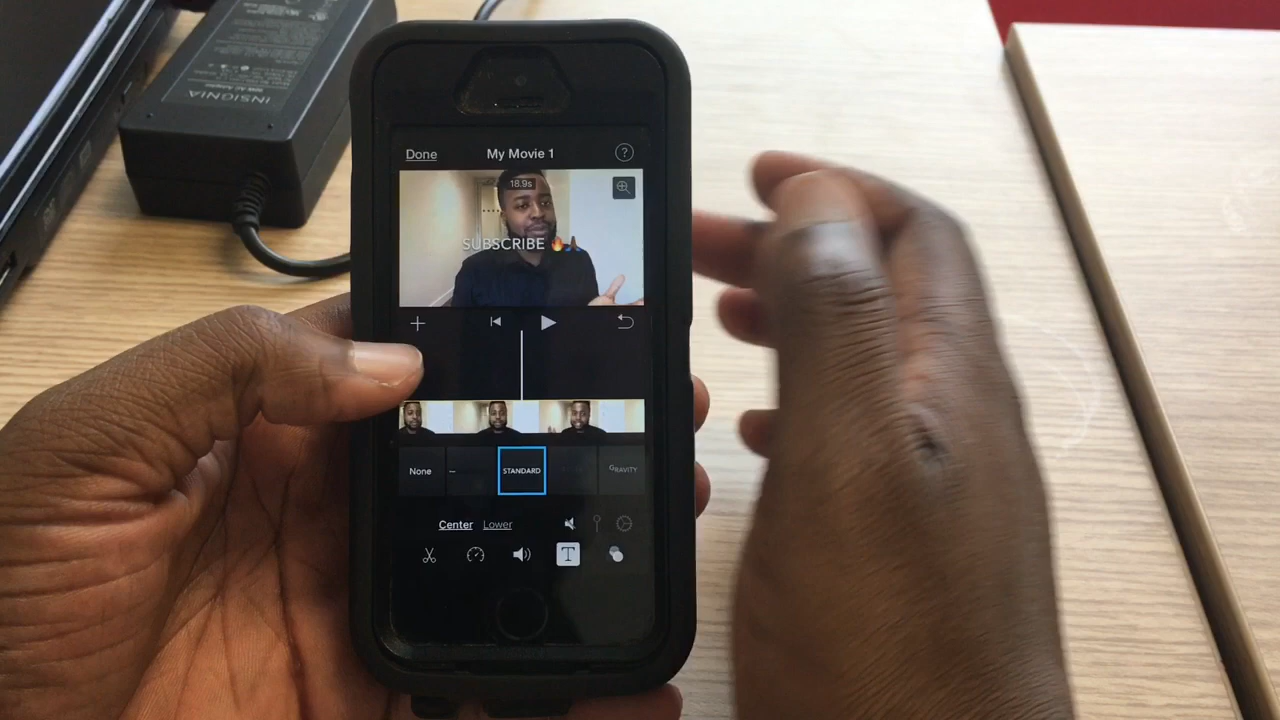 INSIGNIA
Done My Movie 1 ?
18.9s
SUBSCRIBE 🔥🙏🏾
None STANDARD GRAVITY
Center Lower
T